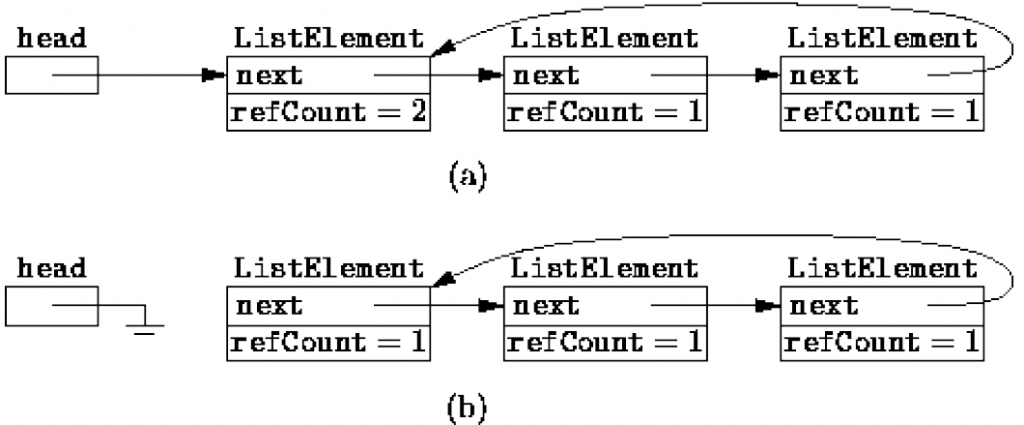 head ListElement ListElement ListElement
next next next
refCount = 2 refCount = 1 refCount = 1
(a)
head ListElement ListElement ListElement
next next next
refCount = 1 refCount = 1 refCount = 1
(b)